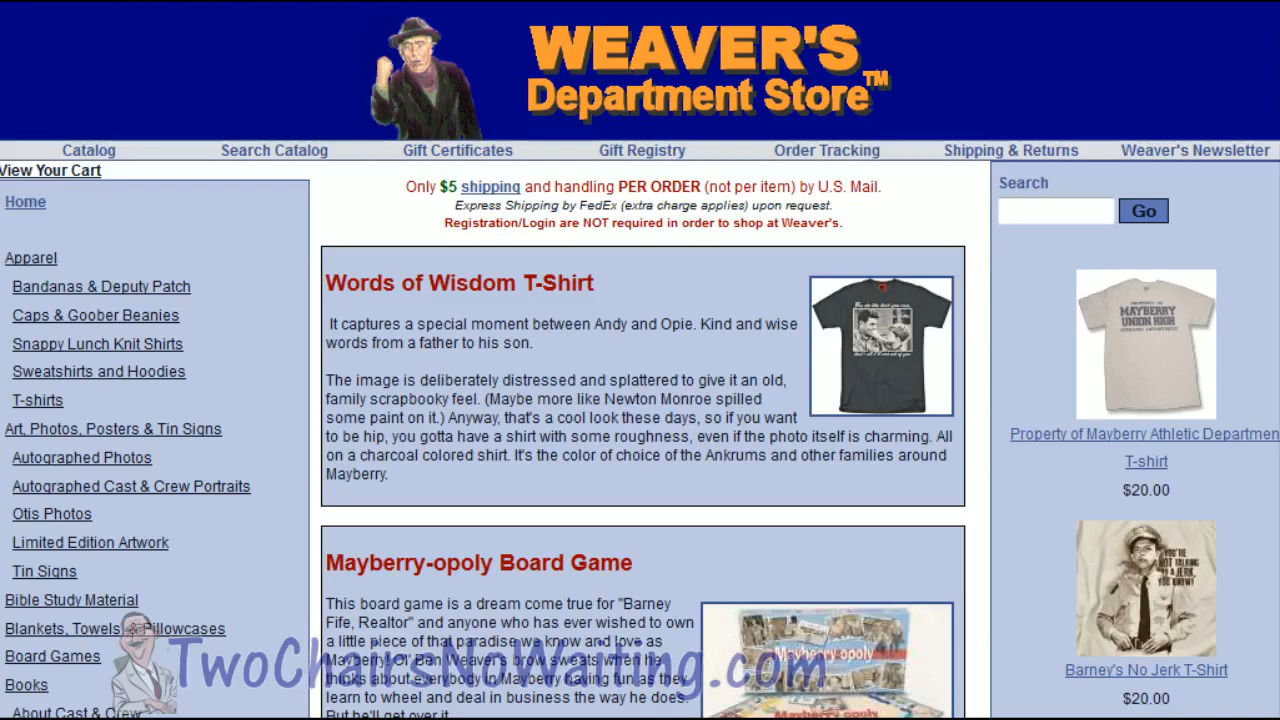 WEAVER'S
Department Store™
Catalog
Search Catalog
Gift Certificates
Gift Registry
Order Tracking
Shipping & Returns
Weaver's Newsletter
View Your Cart
Home
Apparel
Bandanas & Deputy Patch
Caps & Goober Beanies
Snappy Lunch Knit Shirts
Sweatshirts and Hoodies
T-shirts
Art, Photos, Posters & Tin Signs
Autographed Photos
Autographed Cast & Crew Portraits
Otis Photos
Limited Edition Artwork
Tin Signs
Bible Study Material
Blankets, Towels & Pillowcases
Board Games
Books
About Cast & Crew
Only $5 shipping and handling PER ORDER (not per item) by U.S. Mail.
Express Shipping by FedEx (extra charge applies) upon request.
Registration/Login are NOT required in order to shop at Weaver's.
Words of Wisdom T-Shirt
It captures a special moment between Andy and Opie. Kind and wise
words from a father to his son.
The image is deliberately distressed and splattered to give it an old,
family scrapbooky feel. (Maybe more like Newton Monroe spilled
some paint on it.) Anyway, that's a cool look these days, so if you want
to be hip, you gotta have a shirt with some roughness, even if the photo itself is charming. All
on a charcoal colored shirt. It's the color of choice of the Ankrums and other families around
Mayberry.
Mayberry-opoly Board Game
This board game is a dream come true for "Barney
Fife, Realtor" and anyone who has ever wished to own
a little piece of that paradise we know and love as
Mayberry. Ol' Ben Weaver's brow sweats when he
thinks about everybody in Mayberry having fun as they
learn to wheel and deal in business the way he does.
But he'll get over it.
Mayberry-opoly
Mayberry opoly
Search
Go
PROPERTY OF
MAYBERRY
UNION HIGH
Property of Mayberry Athletic Departmen
T-shirt
$20.00
YOU'RE
NOT TALKING
TO A JERK,
YOU KNOW!
Barney's No Jerk T-Shirt
$20.00
TwoChairsNoWaiting.com